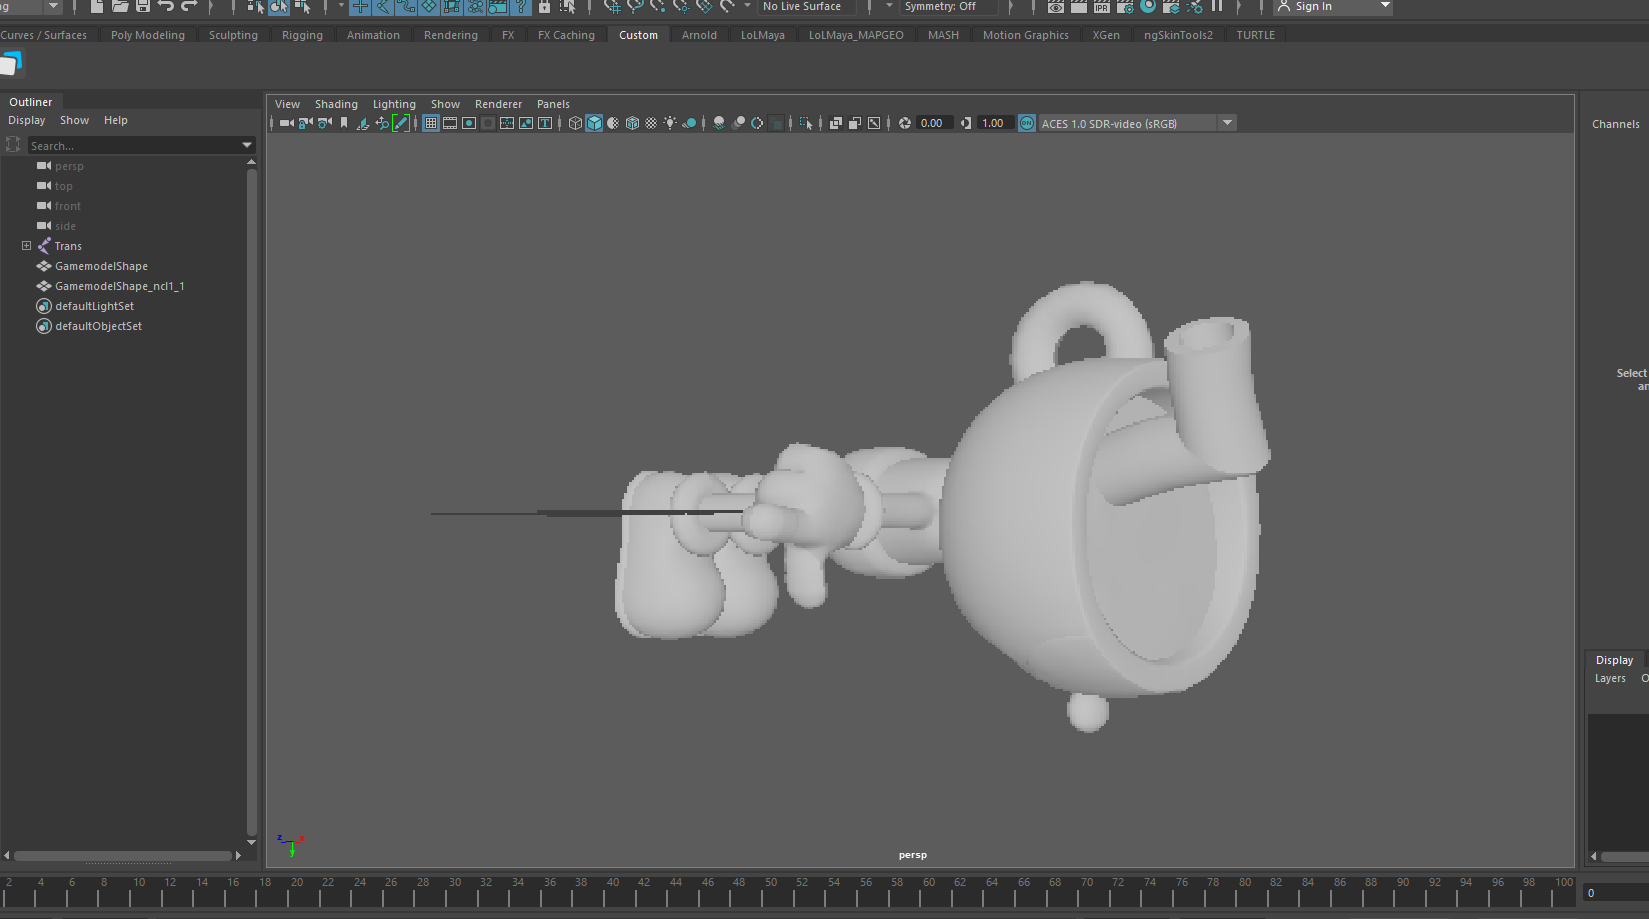 ng
No Live Surface
Symmetry: Off
Sign In
Curves / Surfaces Poly Modeling Sculpting Rigging Animation Rendering FX FX Caching Custom Arnold LoLMaya LoLMaya_MAPGEO MASH Motion Graphics XGen ngSkinTools2 TURTLE
Outliner
Display Show Help
Search...
persp
top
front
side
Trans
GamemodelShape
GamemodelShape_ncl1_1
defaultLightSet
defaultObjectSet
View Shading Lighting Show Renderer Panels
0.00 1.00 ON ACES 1.0 SDR-video (sRGB)
IPR
z x
y
persp
Channels
Select
an
Display
Layers O
2 4 6 8 10 12 14 16 18 20 22 24 26 28 30 32 34 36 38 40 42 44 46 48 50 52 54 56 58 60 62 64 66 68 70 72 74 76 78 80 82 84 86 88 90 92 94 96 98 100
0